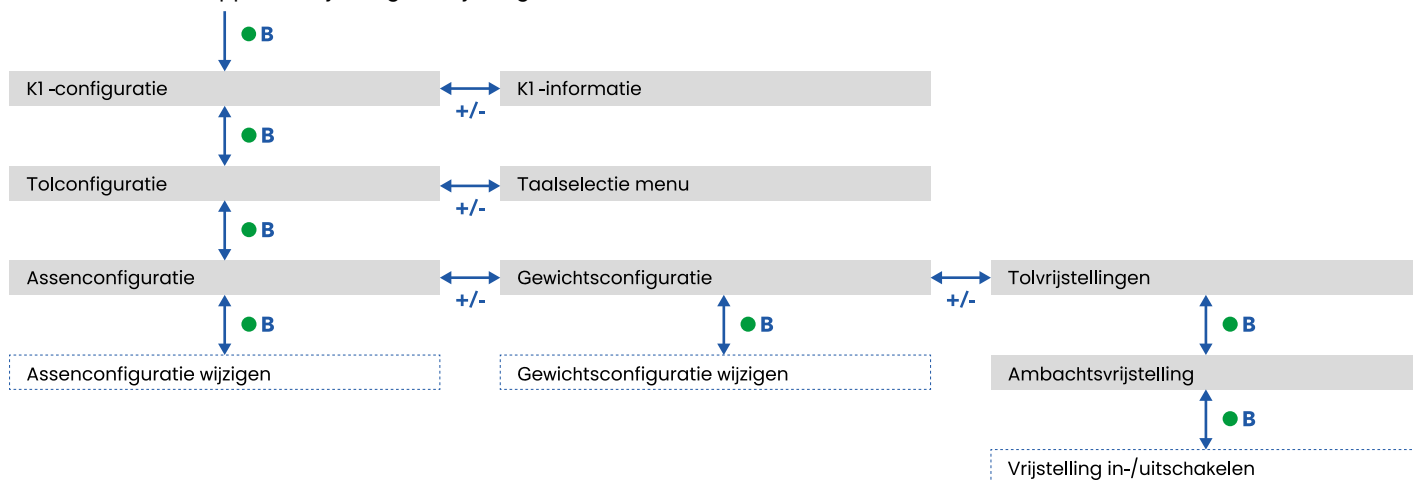 B
K1 -configuratie
+/-
K1 -informatie
B
Tolconfiguratie
+/-
Taalselectie menu
B
Assenconfiguratie
+/-
Gewichtsconfiguratie
+/-
Tolvrijstellingen
B
B
B
Assenconfiguratie wijzigen
Gewichtsconfiguratie wijzigen
Ambachtsvrijstelling
B
Vrijstelling in-/uitschakelen